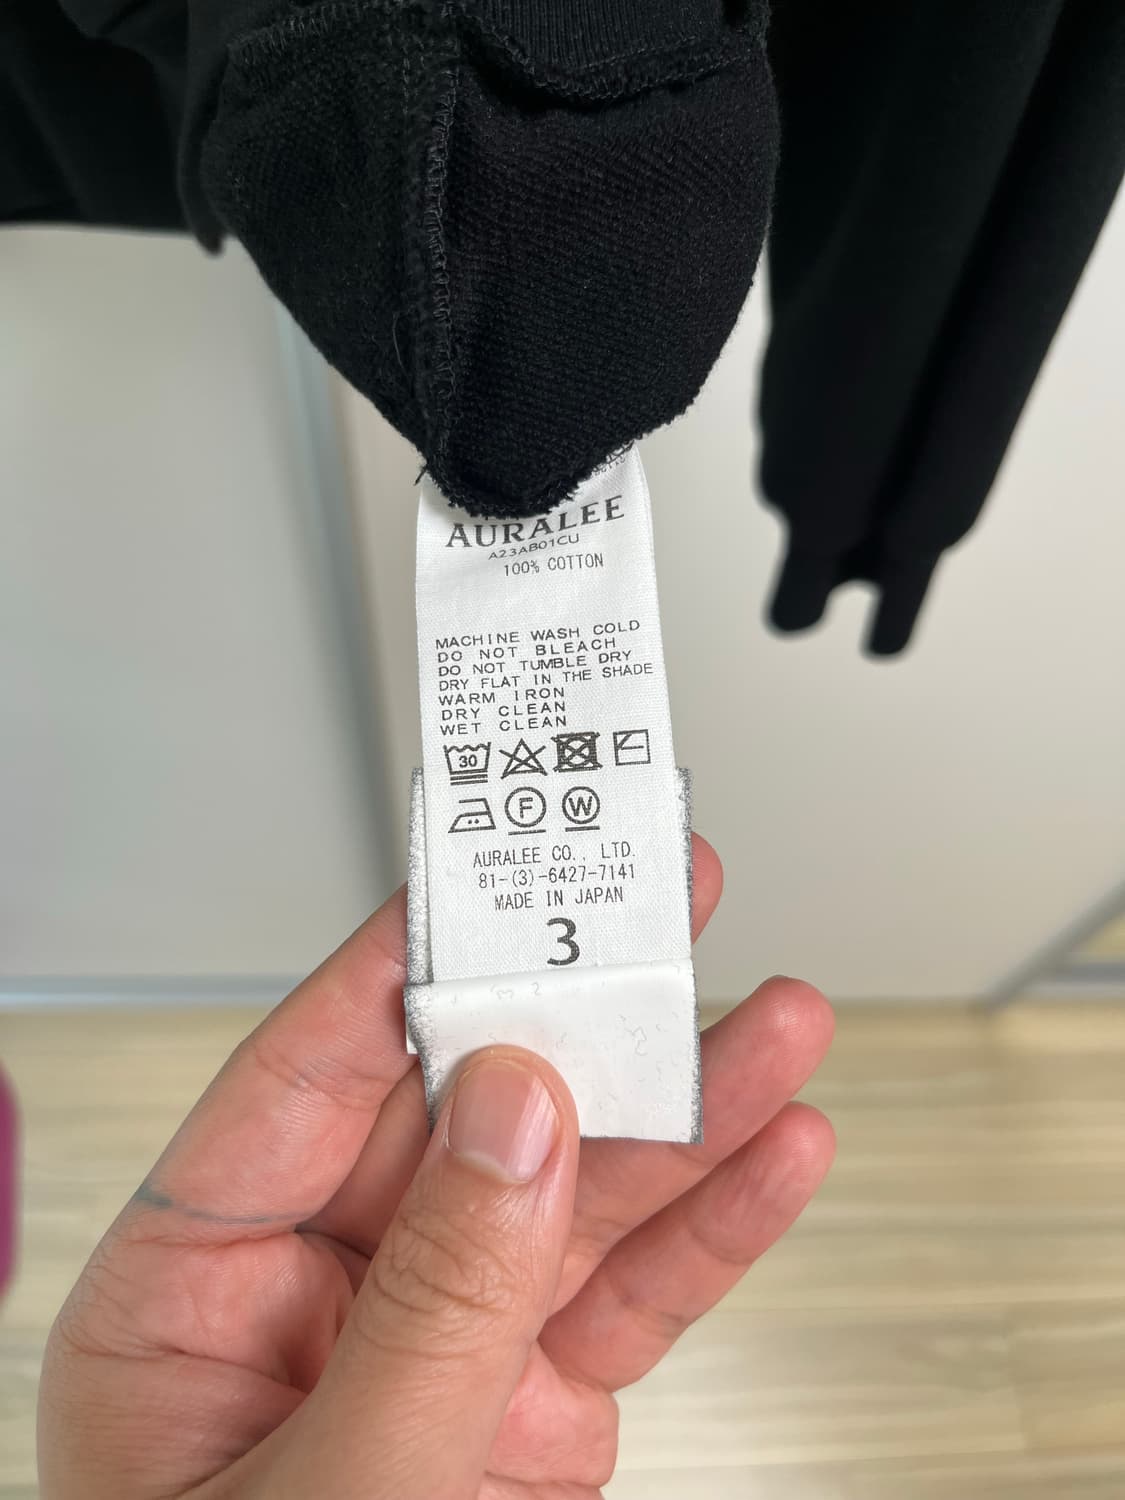 AURALEE
A23AB01CU
100% COTTON
MACHINE WASH COLD
DO NOT BLEACH
DO NOT TUMBLE DRY
DRY FLAT IN THE SHADE
WARM IRON
DRY CLEAN
WET CLEAN
30
F W
AURALEE CO., LTD.
81-(3)-6427-7141
MADE IN JAPAN
3